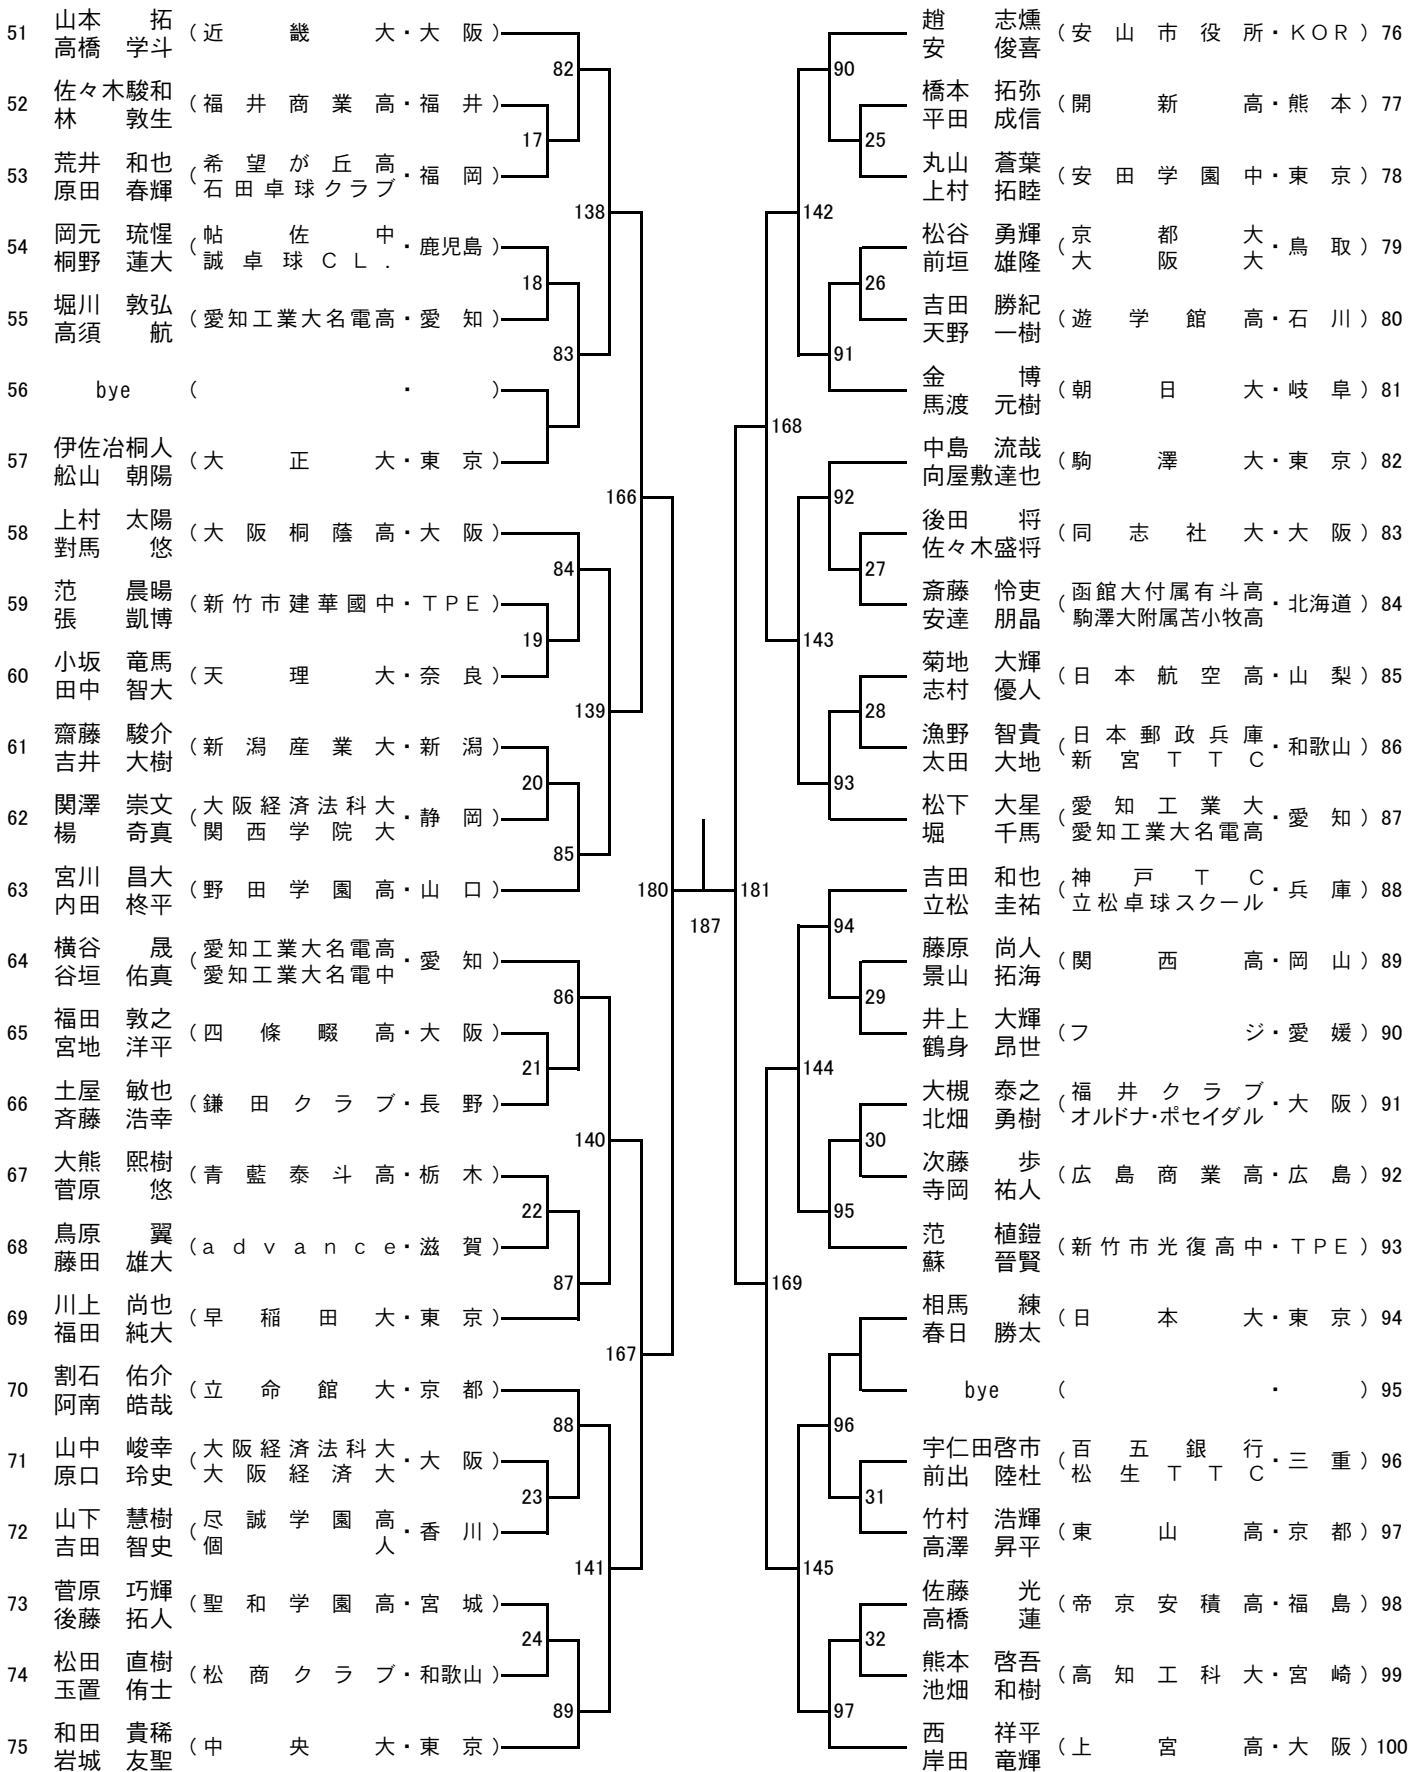 51 山本 拓 (近畿大・大阪)
高橋 学斗
82
52 佐々木駿和 (福井商業高・福井)
林 敦生
17
53 荒井 和也 (希望が丘高・福岡)
原田 春輝 石田卓球クラブ
138
54 岡元 琉惺 (帖佐中・鹿児島)
桐野 蓮大 誠卓球CL.
18
55 堀川 敦弘 (愛知工業大名電高・愛知)
高須 航
83
56 bye (・)
57 伊佐治桐人 (大正大・東京)
舩山 朝陽
166
58 上村 太陽 (大阪桐蔭高・大阪)
對馬 悠
84
59 范 晨暘 (新竹市建華國中・TPE)
張 凱博
19
60 小坂 竜馬 (天理大・奈良)
田中 智大
139
61 齋藤 駿介 (新潟産業大・新潟)
吉井 大樹
20
62 関澤 崇文 (大阪経済法科大・静岡)
楊 奇真 関西学院大
85
63 宮川 昌大 (野田学園高・山口)
内田 柊平
180
187
64 横谷 晟 (愛知工業大名電高・愛知)
谷垣 佑真 愛知工業大名電中
86
65 福田 敦之 (四條畷高・大阪)
宮地 洋平
21
66 土屋 敏也 (鎌田クラブ・長野)
斉藤 浩幸
140
67 大熊 熙樹 (青藍泰斗高・栃木)
菅原 悠
22
68 鳥原 翼 (advance・滋賀)
藤田 雄大
87
69 川上 尚也 (早稲田大・東京)
福田 純大
167
70 割石 佑介 (立命館大・京都)
阿南 皓哉
88
71 山中 峻幸 (大阪経済法科大・大阪)
原口 玲史 大阪経済大
23
72 山下 慧樹 (尽誠学園高・香川)
吉田 智史 個人
141
73 菅原 巧輝 (聖和学園高・宮城)
後藤 拓人
24
74 松田 直樹 (松商クラブ・和歌山)
玉置 侑士
89
75 和田 貴稀 (中央大・東京)
岩城 友聖
趙 志燻 (安山市役所・KOR) 76
安 俊喜
90
橋本 拓弥 (開新高・熊本) 77
平田 成信
25
丸山 蒼葉 (安田学園中・東京) 78
上村 拓睦
142
松谷 勇輝 (京都大・鳥取) 79
前垣 雄隆 大阪大
26
吉田 勝紀 (遊学館高・石川) 80
天野 一樹
91
金 博 (朝日大・岐阜) 81
馬渡 元樹
168
中島 流哉 (駒澤大・東京) 82
向屋敷達也
92
後田 将 (同志社大・大阪) 83
佐々木盛将
27
斎藤 怜吏 (函館大付属有斗高・北海道) 84
安達 朋晶 駒澤大附属苫小牧高
143
菊地 大輝 (日本航空高・山梨) 85
志村 優人
28
漁野 智貴 (日本郵政兵庫・和歌山) 86
太田 大地 新宮TTC
93
松下 大星 (愛知工業大・愛知) 87
堀 千馬 愛知工業大名電高
181
吉田 和也 (神戸TC・兵庫) 88
立松 圭祐 立松卓球スクール
94
藤原 尚人 (関西高・岡山) 89
景山 拓海
29
井上 大輝 (フジ・愛媛) 90
鶴身 昂世
144
大槻 泰之 (福井クラブ・大阪) 91
北畑 勇樹 オルドナ・ポセイダル
30
次藤 歩 (広島商業高・広島) 92
寺岡 祐人
95
范 植鎧 (新竹市光復高中・TPE) 93
蘇 晉賢
169
相馬 練 (日本大・東京) 94
春日 勝太
bye (・) 95
96
宇仁田啓市 (百五銀行・三重) 96
前出 陸杜 松生TTC
31
竹村 浩輝 (東山高・京都) 97
高澤 昇平
145
佐藤 光 (帝京安積高・福島) 98
高橋 蓮
32
熊本 啓吾 (高知工科大・宮崎) 99
池畑 和樹
97
西 祥平 (上宮高・大阪) 100
岸田 竜輝